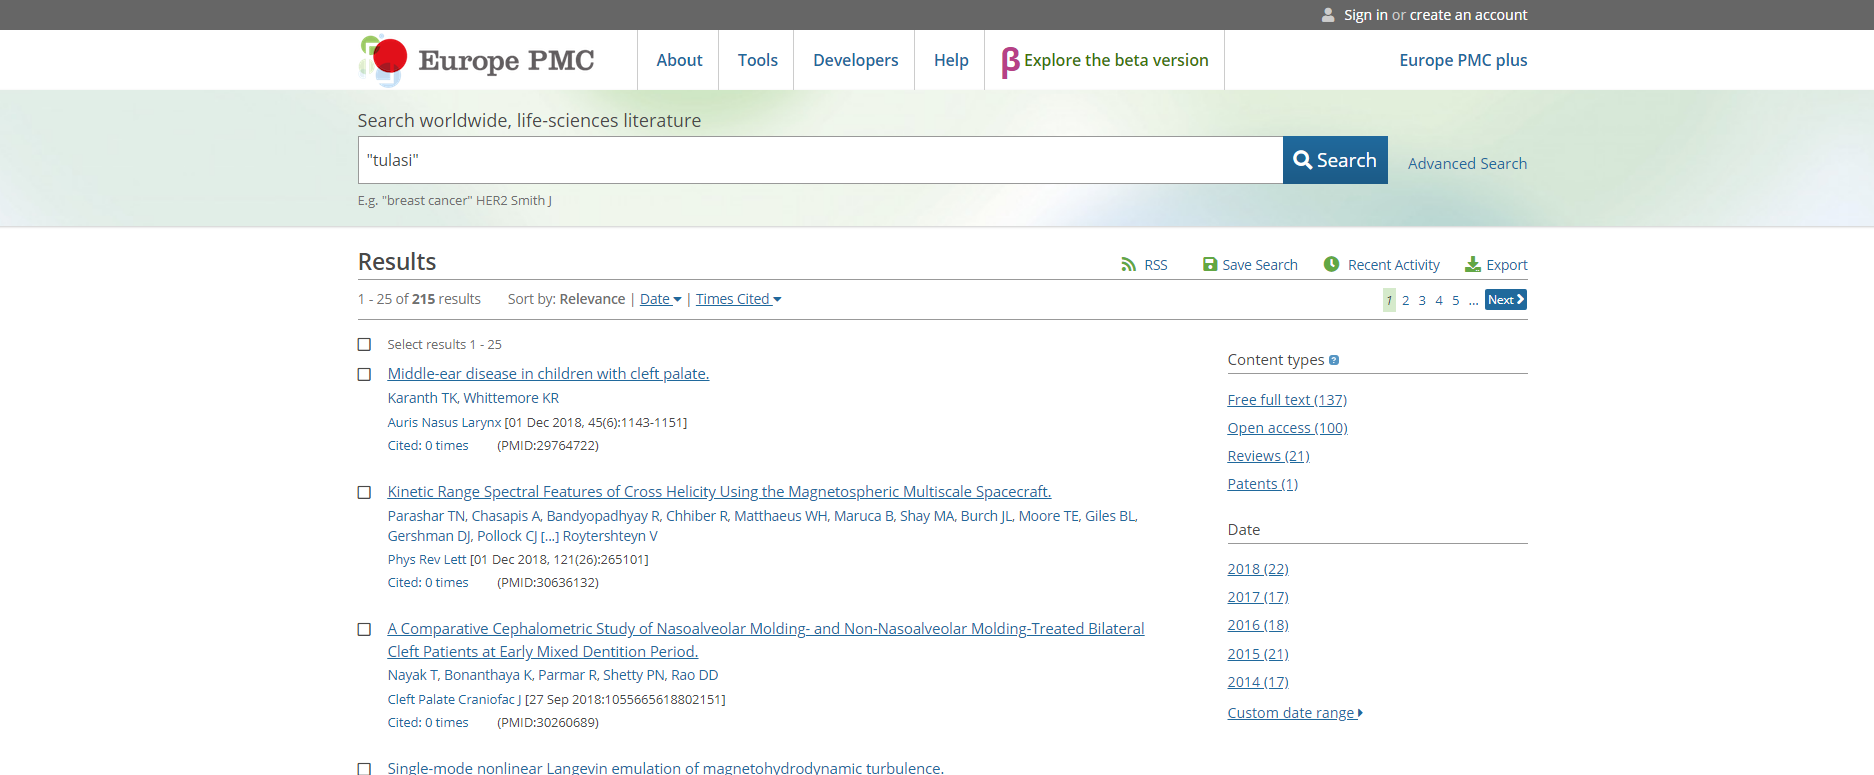 Sign in or create an account
Europe PMC
About
Tools
Developers
Help
β Explore the beta version
Europe PMC plus
Search worldwide, life-sciences literature
"tulasi"
Search
Advanced Search
E.g. "breast cancer" HER2 Smith J
Results
RSS
Save Search
Recent Activity
Export
1 - 25 of 215 results
Sort by: Relevance | Date | Times Cited
1 2 3 4 5 ... Next
Select results 1 - 25
Middle-ear disease in children with cleft palate.
Karanth TK, Whittemore KR
Auris Nasus Larynx [01 Dec 2018, 45(6):1143-1151]
Cited: 0 times (PMID:29764722)
Kinetic Range Spectral Features of Cross Helicity Using the Magnetospheric Multiscale Spacecraft.
Parashar TN, Chasapis A, Bandyopadhyay R, Chhiber R, Matthaeus WH, Maruca B, Shay MA, Burch JL, Moore TE, Giles BL,
Gershman DJ, Pollock CJ [...] Roytershteyn V
Phys Rev Lett [01 Dec 2018, 121(26):265101]
Cited: 0 times (PMID:30636132)
A Comparative Cephalometric Study of Nasoalveolar Molding- and Non-Nasoalveolar Molding-Treated Bilateral
Cleft Patients at Early Mixed Dentition Period.
Nayak T, Bonanthaya K, Parmar R, Shetty PN, Rao DD
Cleft Palate Craniofac J [27 Sep 2018:1055665618802151]
Cited: 0 times (PMID:30260689)
Single-mode nonlinear Langevin emulation of magnetohydrodynamic turbulence.
Content types ?
Free full text (137)
Open access (100)
Reviews (21)
Patents (1)
Date
2018 (22)
2017 (17)
2016 (18)
2015 (21)
2014 (17)
Custom date range